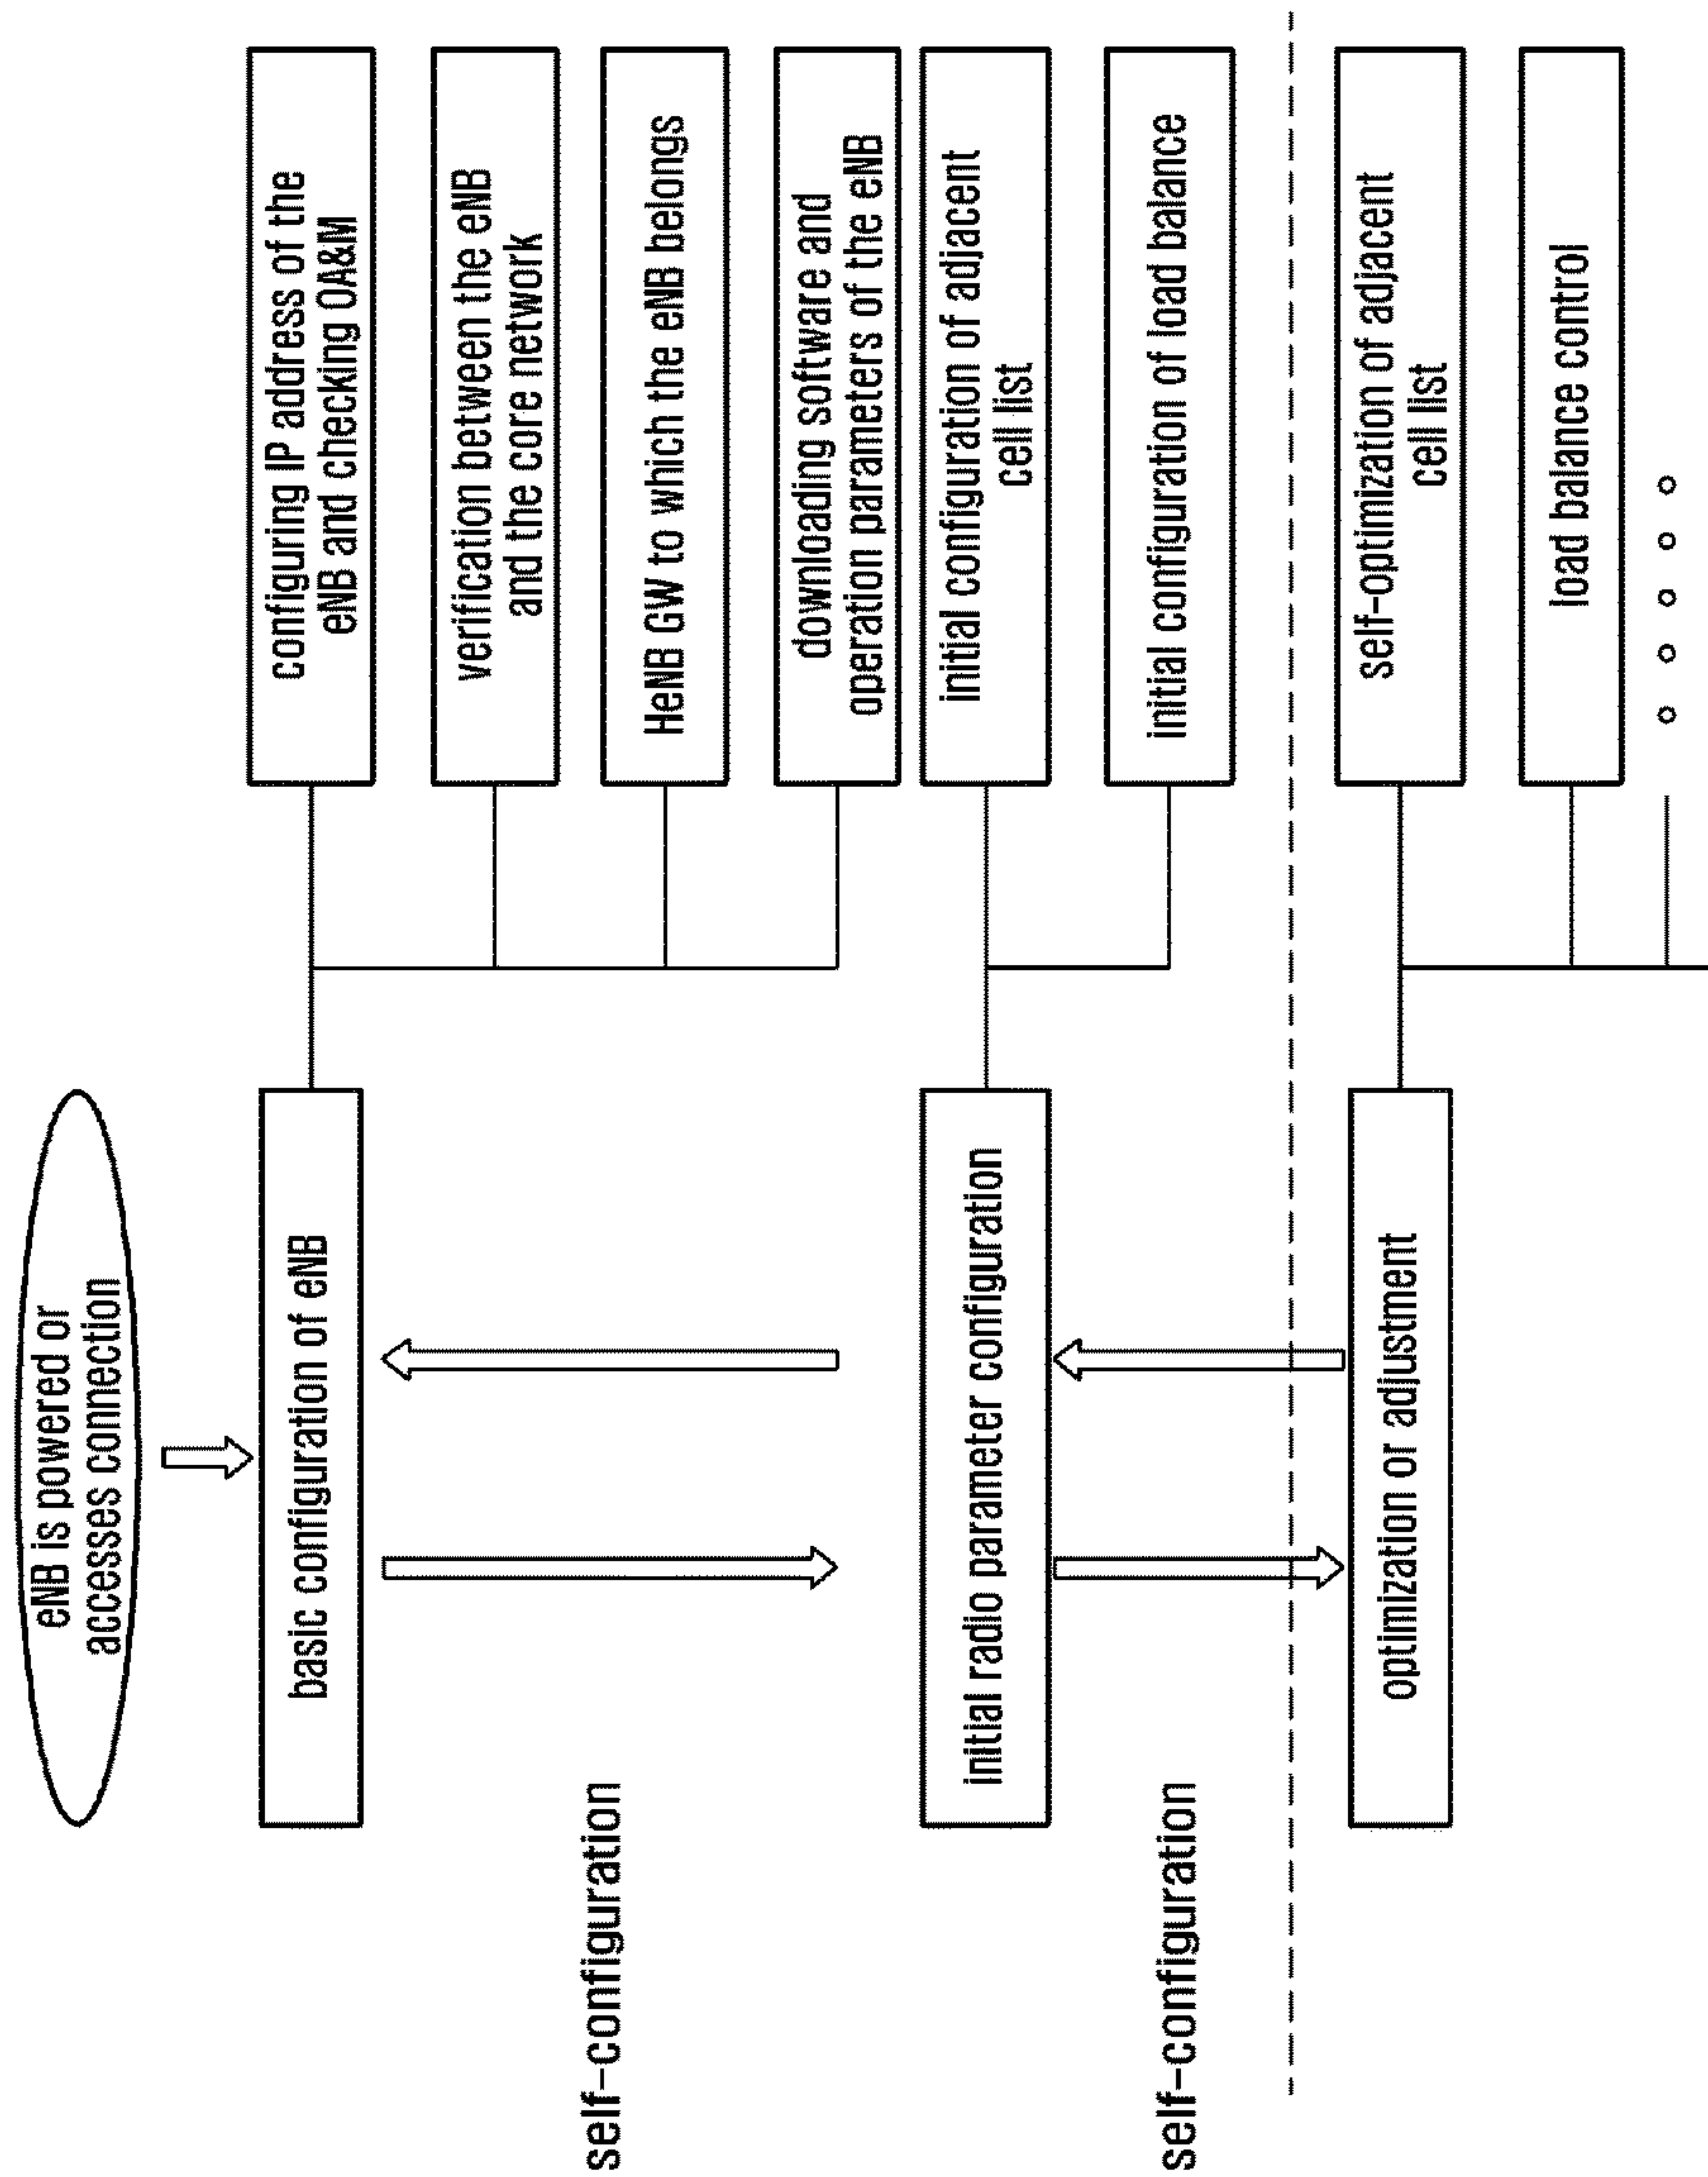 eNB is powered or
accesses connection
basic configuration of eNB
configuring IP address of the
eNB and checking OA&M
verification between the eNB
and the core network
HeNB GW to which the eNB belongs
downloading software and
operation parameters of the eNB
self-configuration
initial radio parameter configuration
initial configuration of adjacent
cell list
initial configuration of load balance
self-configuration
optimization or adjustment
self-optimization of adjacent
cell list
load balance control